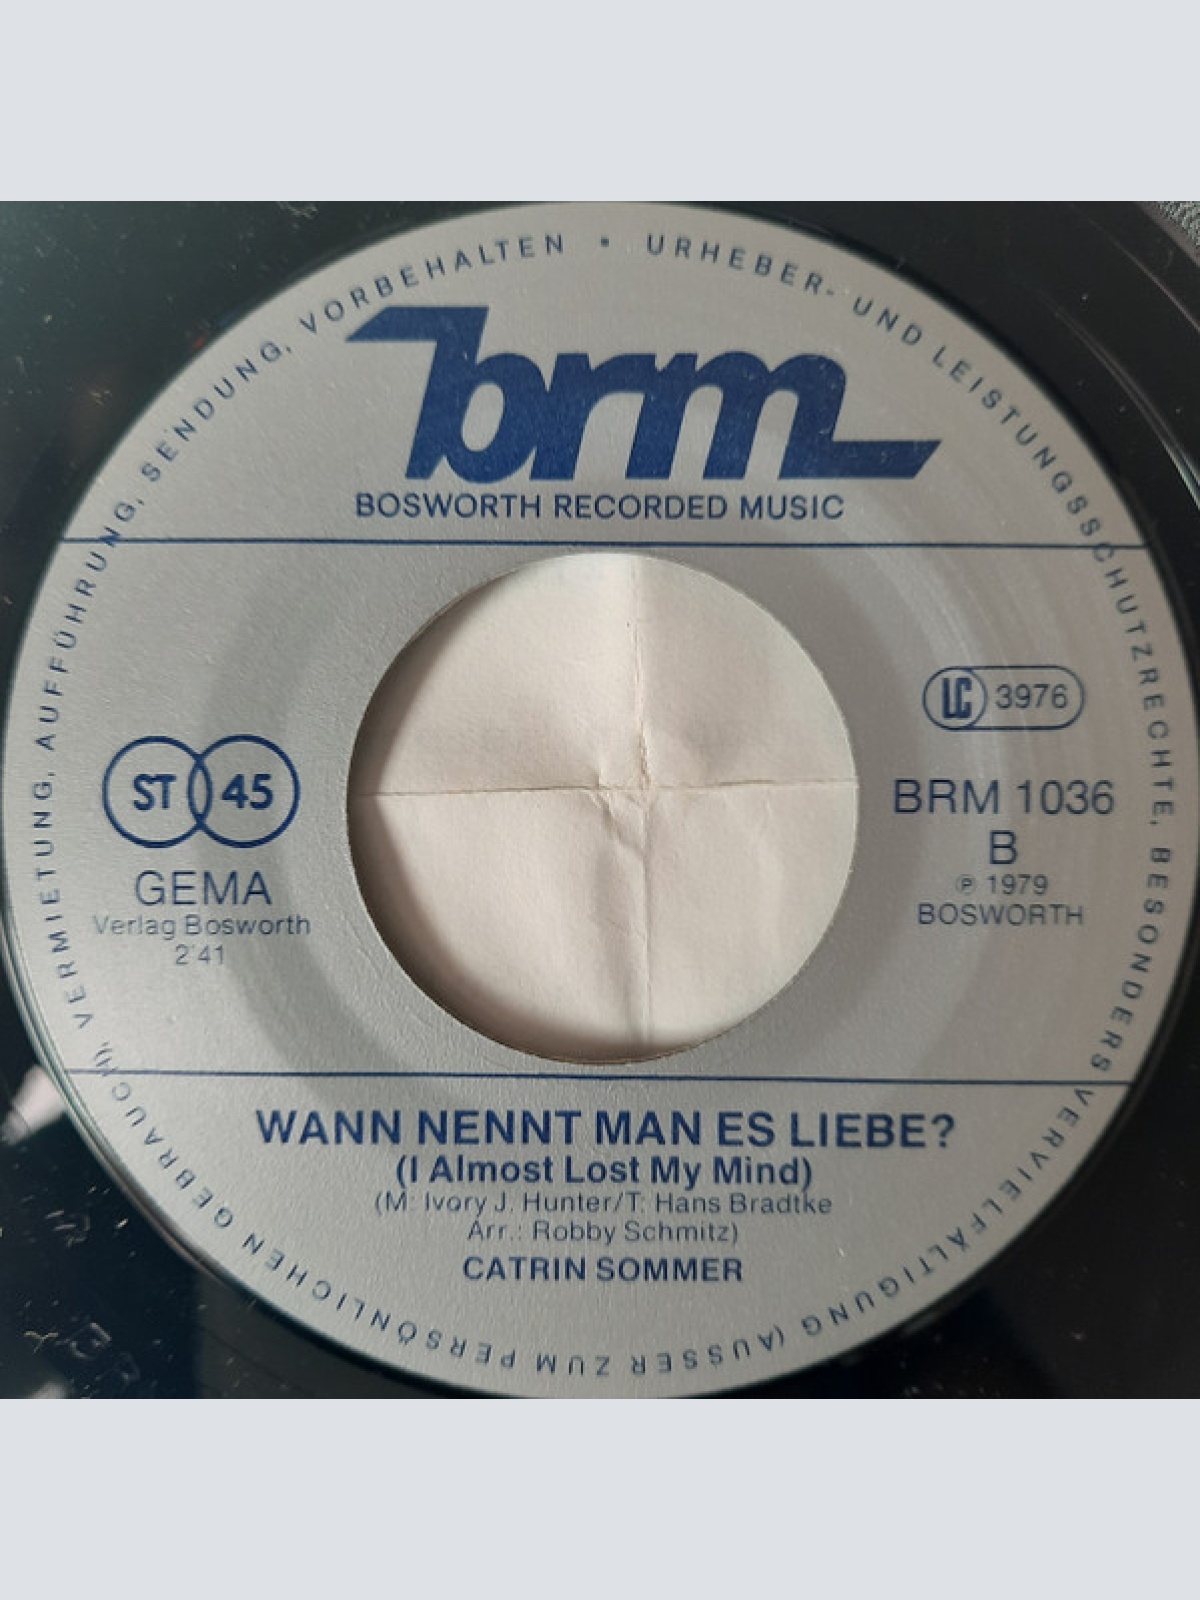 URHEBER- UND LEISTUNGSSCHUTZRECHTE, BESONDERS VERVIELFÄLTIGUNG (AUSSER ZUM PERSÖNLICHEN GEBRAUCH), VERMIETUNG, AUFFÜHRUNG, SENDUNG, VORBEHALTEN •
brm
BOSWORTH RECORDED MUSIC
LC 3976
ST 45
BRM 1036
B
℗ 1979
BOSWORTH
GEMA
Verlag Bosworth
2'41
WANN NENNT MAN ES LIEBE?
(I Almost Lost My Mind)
(M: Ivory J. Hunter/T: Hans Bradtke
Arr.: Robby Schmitz)
CATRIN SOMMER